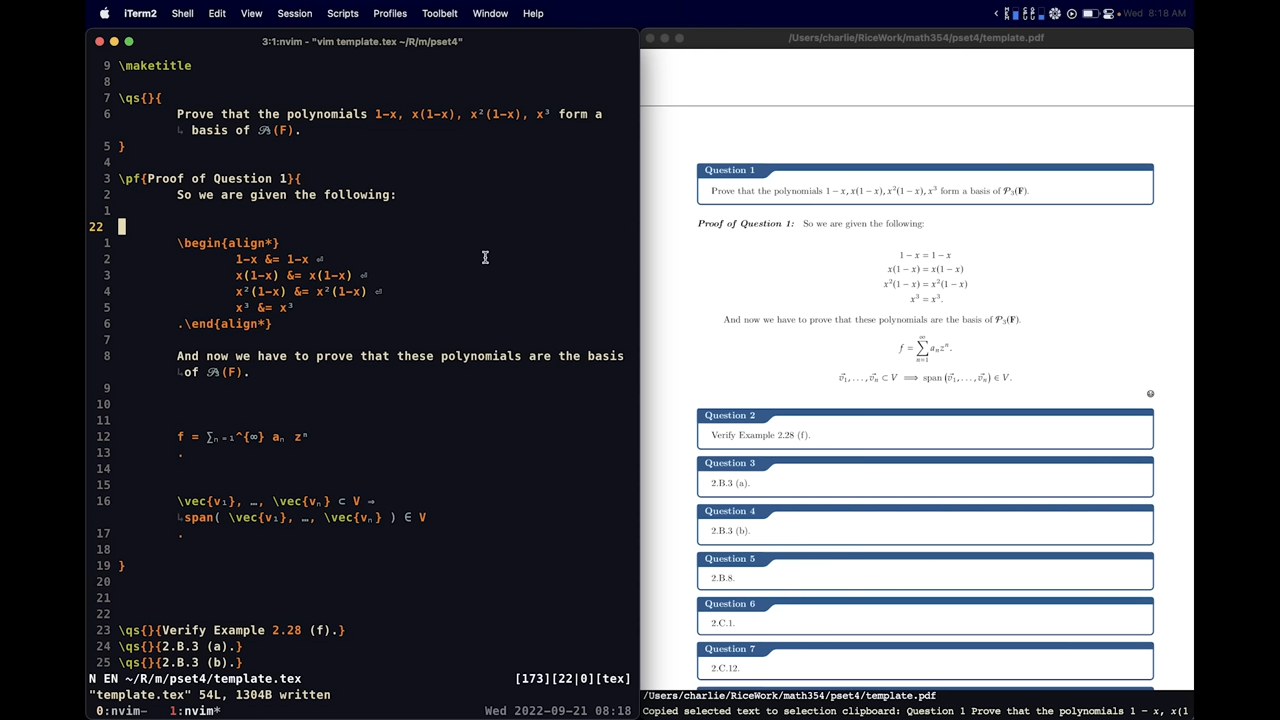 iTerm2 Shell Edit View Session Scripts Profiles Toolbelt Window Help
Wed 8:18 AM
3:1:nvim - "vim template.tex ~/R/m/pset4"
9 \maketitle
8
7 \qs{}{
6 Prove that the polynomials 1-x, x(1-x), x²(1-x), x³ form a
↳ basis of 𝒫₃(F).
5 }
4
3 \pf{Proof of Question 1}{
2 So we are given the following:
1
22
1 \begin{align*}
2 1-x &= 1-x ⏎
3 x(1-x) &= x(1-x) ⏎
4 x²(1-x) &= x²(1-x) ⏎
5 x³ &= x³
6 .\end{align*}
7
8 And now we have to prove that these polynomials are the basis
↳of 𝒫₃(F).
9
10
11
12 f = ∑ₙ₌₁^{∞} aₙ zⁿ
13 .
14
15
16 \vec{v₁}, …, \vec{vₙ} ⊂ V ⇒
↳span( \vec{v₁}, …, \vec{vₙ} ) ∈ V
17 .
18
19 }
20
21
22
23 \qs{}{Verify Example 2.28 (f).}
24 \qs{}{2.B.3 (a).}
25 \qs{}{2.B.3 (b).}
N EN ~/R/m/pset4/template.tex [173][22|0][tex]
"template.tex" 54L, 1304B written
0:nvim- 1:nvim* Wed 2022-09-21 08:18
/Users/charlie/RiceWork/math354/pset4/template.pdf
Question 1
Prove that the polynomials 1 − x, x(1 − x), x²(1 − x), x³ form a basis of 𝒫₃(F).
Proof of Question 1: So we are given the following:
1 − x = 1 − x
x(1 − x) = x(1 − x)
x²(1 − x) = x²(1 − x)
x³ = x³.
And now we have to prove that these polynomials are the basis of 𝒫₃(F).
f = ∑_{n=1}^{∞} aₙzⁿ.
v⃗₁, . . . , v⃗ₙ ⊂ V ⟹ span (v⃗₁, . . . , v⃗ₙ) ∈ V.
Question 2
Verify Example 2.28 (f).
Question 3
2.B.3 (a).
Question 4
2.B.3 (b).
Question 5
2.B.8.
Question 6
2.C.1.
Question 7
2.C.12.
/Users/charlie/RiceWork/math354/pset4/template.pdf
Copied selected text to selection clipboard: Question 1 Prove that the polynomials 1 − x, x(1